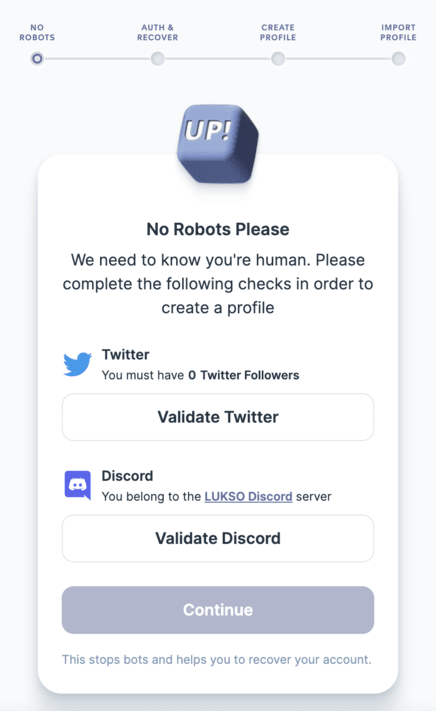 NO
ROBOTS
AUTH &
RECOVER
CREATE
PROFILE
IMPORT
PROFILE
UP!
No Robots Please
We need to know you're human. Please
complete the following checks in order to
create a profile
Twitter
You must have 0 Twitter Followers
Validate Twitter
Discord
You belong to the LUKSO Discord server
Validate Discord
Continue
This stops bots and helps you to recover your account.